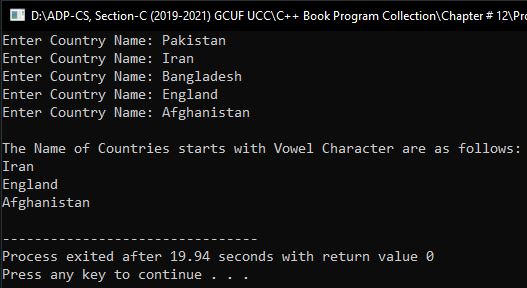 D:\ADP-CS, Section-C (2019-2021) GCUF UCC\C++ Book Program Collection\Chapter # 12\Pro
Enter Country Name: Pakistan
Enter Country Name: Iran
Enter Country Name: Bangladesh
Enter Country Name: England
Enter Country Name: Afghanistan
The Name of Countries starts with Vowel Character are as follows:
Iran
England
Afghanistan
--------------------------------
Process exited after 19.94 seconds with return value 0
Press any key to continue . . .